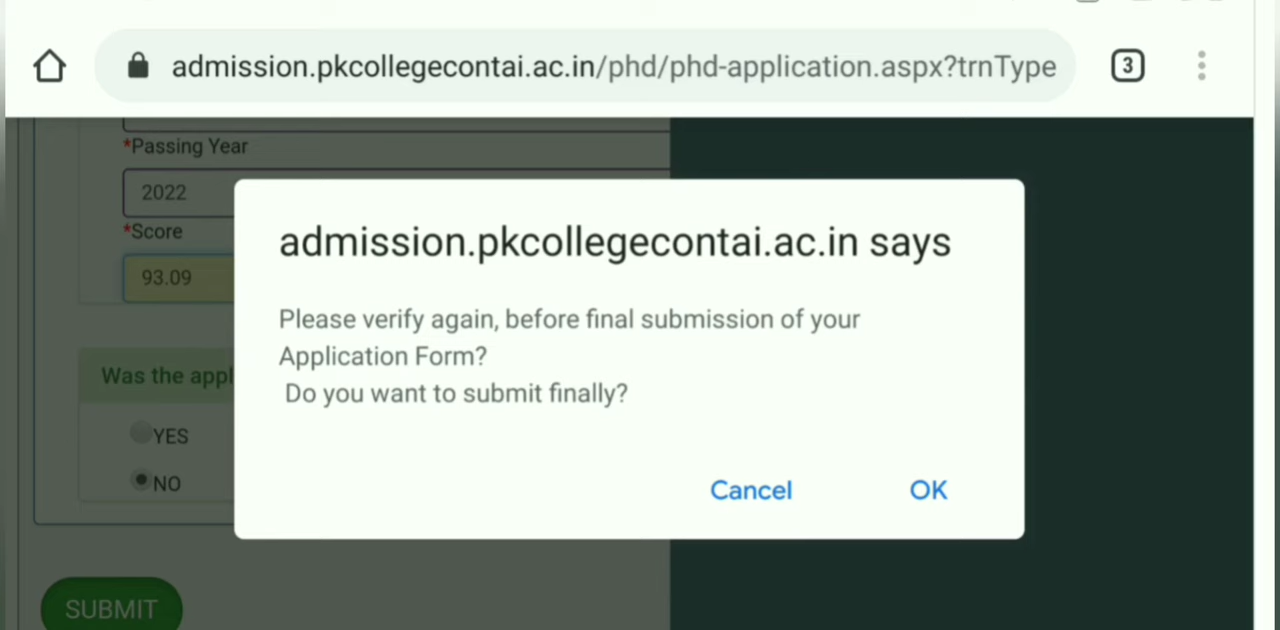 admission.pkcollegecontai.ac.in/phd/phd-application.aspx?trnType
3
*Passing Year
2022
*Score
93.09
admission.pkcollegecontai.ac.in says
Please verify again, before final submission of your
Application Form?
Do you want to submit finally?
Cancel OK
Was the appl
YES
NO
SUBMIT